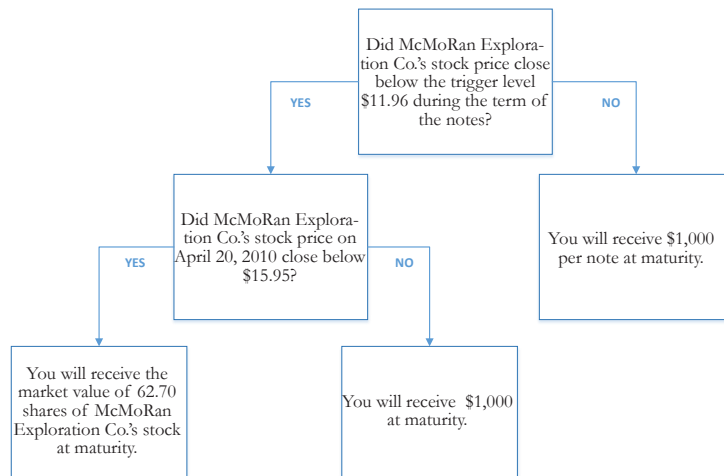 Did McMoRan Explora-
tion Co.'s stock price close
below the trigger level
$11.96 during the term of
the notes?
YES
NO
Did McMoRan Explora-
tion Co.'s stock price on
April 20, 2010 close below
$15.95?
You will receive $1,000
per note at maturity.
YES
NO
You will receive the
market value of 62.70
shares of McMoRan
Exploration Co.'s stock
at maturity.
You will receive $1,000
at maturity.